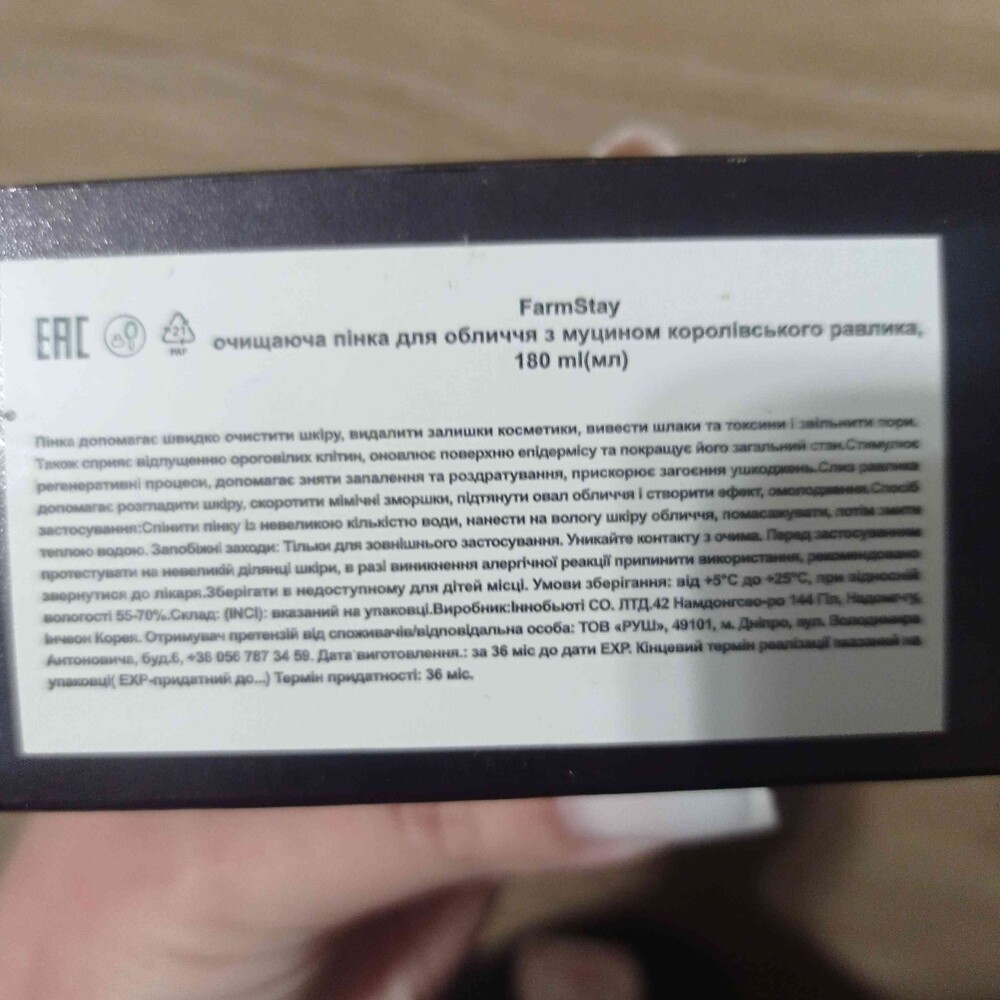 FarmStay
EAC
21
PAP
очищаюча пінка для обличчя з муцином королівського равлика,
180 ml(мл)
Пінка допомагає швидко очистити шкіру, видалити залишки косметики, вивести шлаки та токсини і звільнити пори.
Також сприяє відлущенню ороговілих клітин, оновлює поверхню епідермісу та покращує його загальний стан.Стимулює
регенеративні процеси, допомагає зняти запалення та роздратування, прискорює загоєння ушкоджень.Слиз равлика
допомагає розгладити шкіру, скоротити мімічні зморшки, підтянути овал обличчя і створити ефект, омолодження.Спосіб
застосування:Спінити пінку із невеликою кількістю води, нанести на вологу шкіру обличчя, помасажувати, потім змити
теплою водою. Запобіжні заходи: Тільки для зовнішнього застосування. Уникайте контакту з очима. Перед застосуванням
протестувати на невеликій ділянці шкіри, в разі виникнення алергічної реакції припинити використання, рекомендовано
звернутися до лікаря.Зберігати в недоступному для дітей місці. Умови зберігання: від +5°C до +25°C, при відносній
вологості 55-70%.Склад: (INCI): вказаний на упаковці.Виробник:Іннобьюті СО. ЛТД.42 Намдонгсео-ро 144
Інчеон Корея. Отримувач претензій від споживачів/відповідальна особа: ТОВ «РУШ», 49101, м. Дніпро, вул. Володимира
Антоновича, буд.6, +38 056 787 34 59. Дата виготовлення.: за 36 міс до дати EXP. Кінцевий термін реалізації вказаний на
упаковці( EXP-придатний до...) Термін придатності: 36 міс.